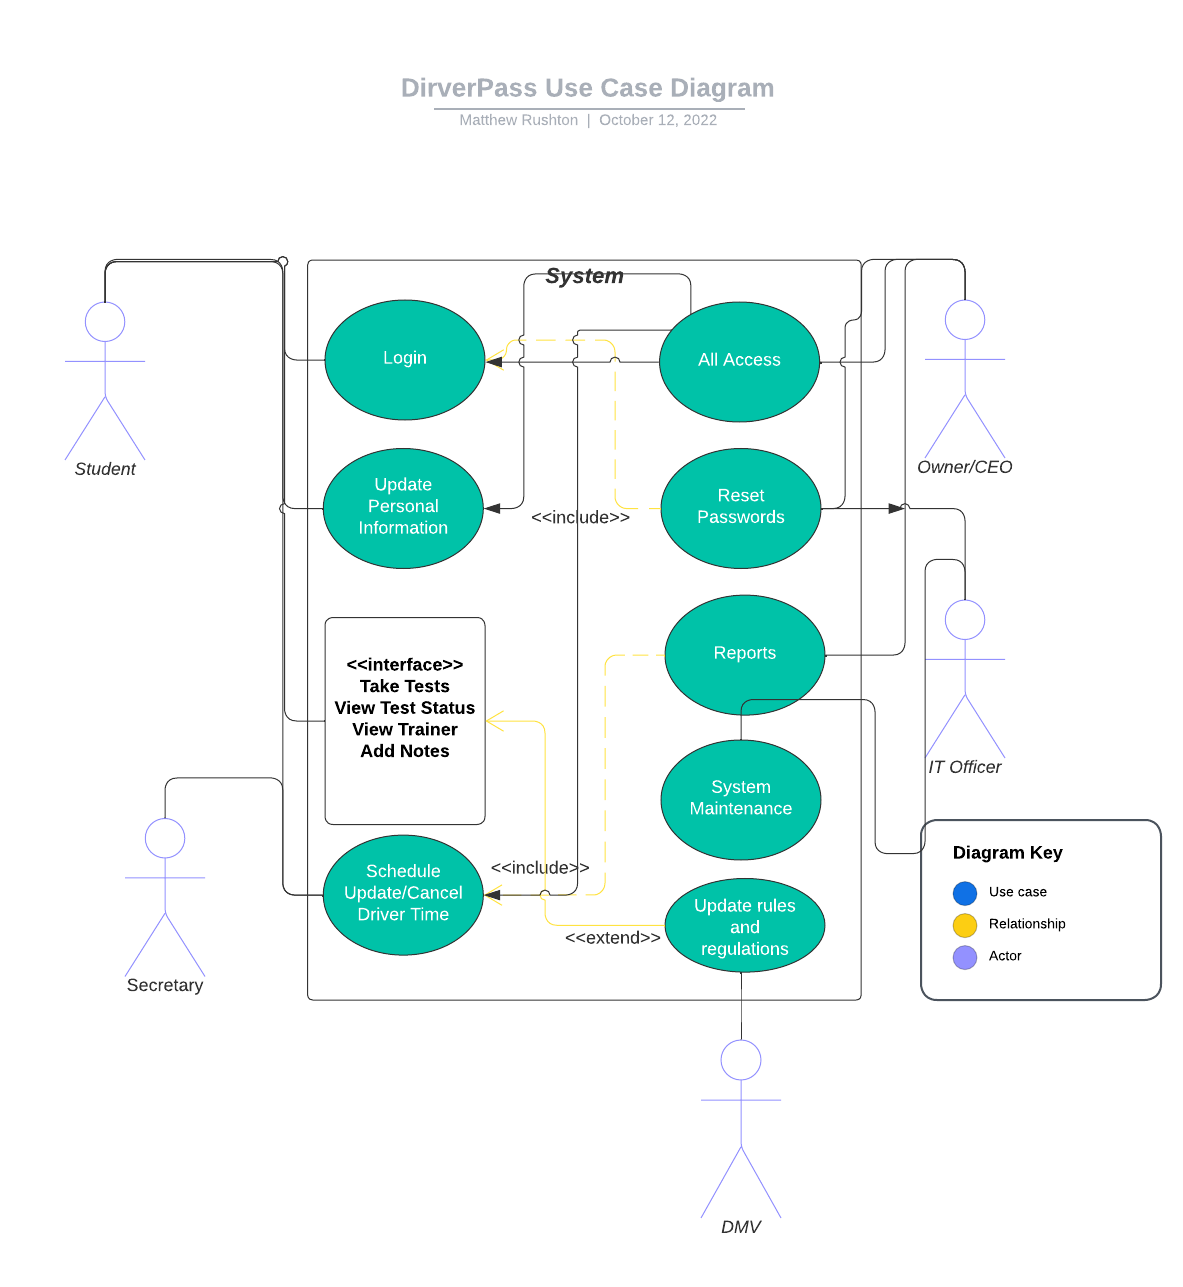 DirverPass Use Case Diagram
Matthew Rushton | October 12, 2022
System
Login
All Access
Student
Owner/CEO
Update
Personal
Information
Reset
Passwords
<<include>>
<<interface>>
Take Tests
View Test Status
View Trainer
Add Notes
Reports
IT Officer
System
Maintenance
Schedule
Update/Cancel
Driver Time
<<include>>
Update rules
and
regulations
<<extend>>
Secretary
Diagram Key
Use case
Relationship
Actor
DMV